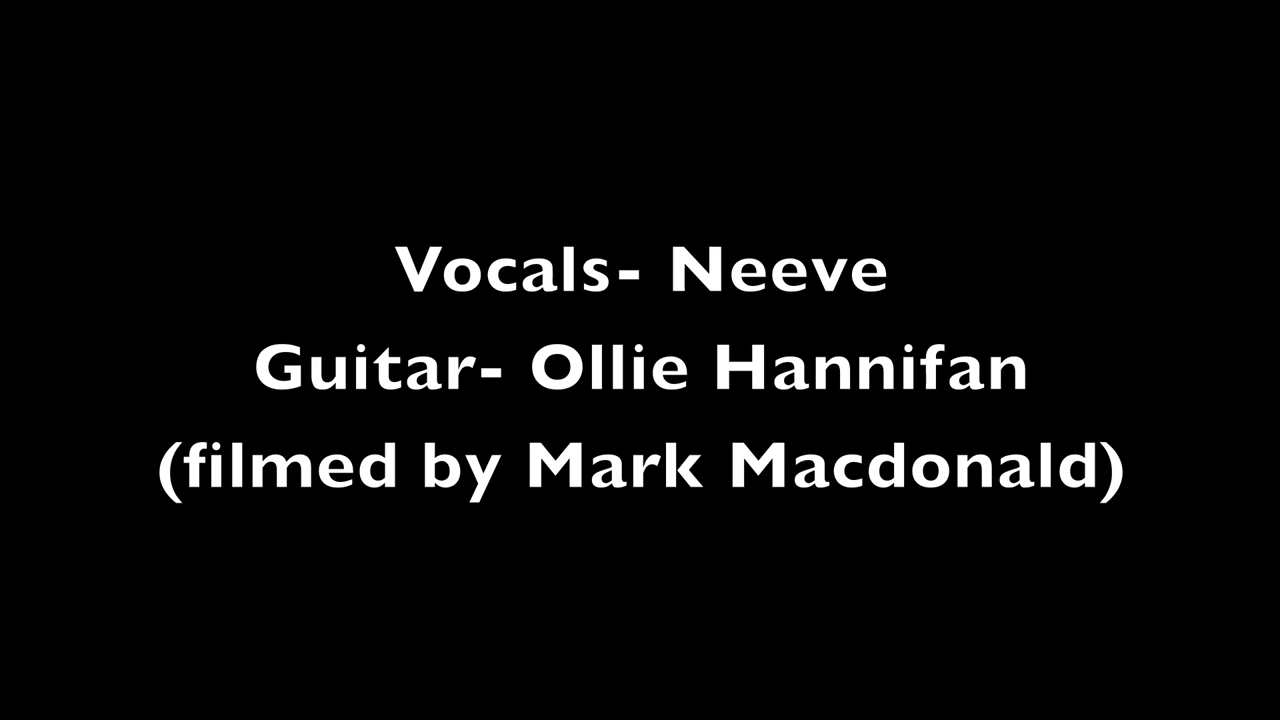 Vocals- Neeve
Guitar- Ollie Hannifan
(filmed by Mark Macdonald)